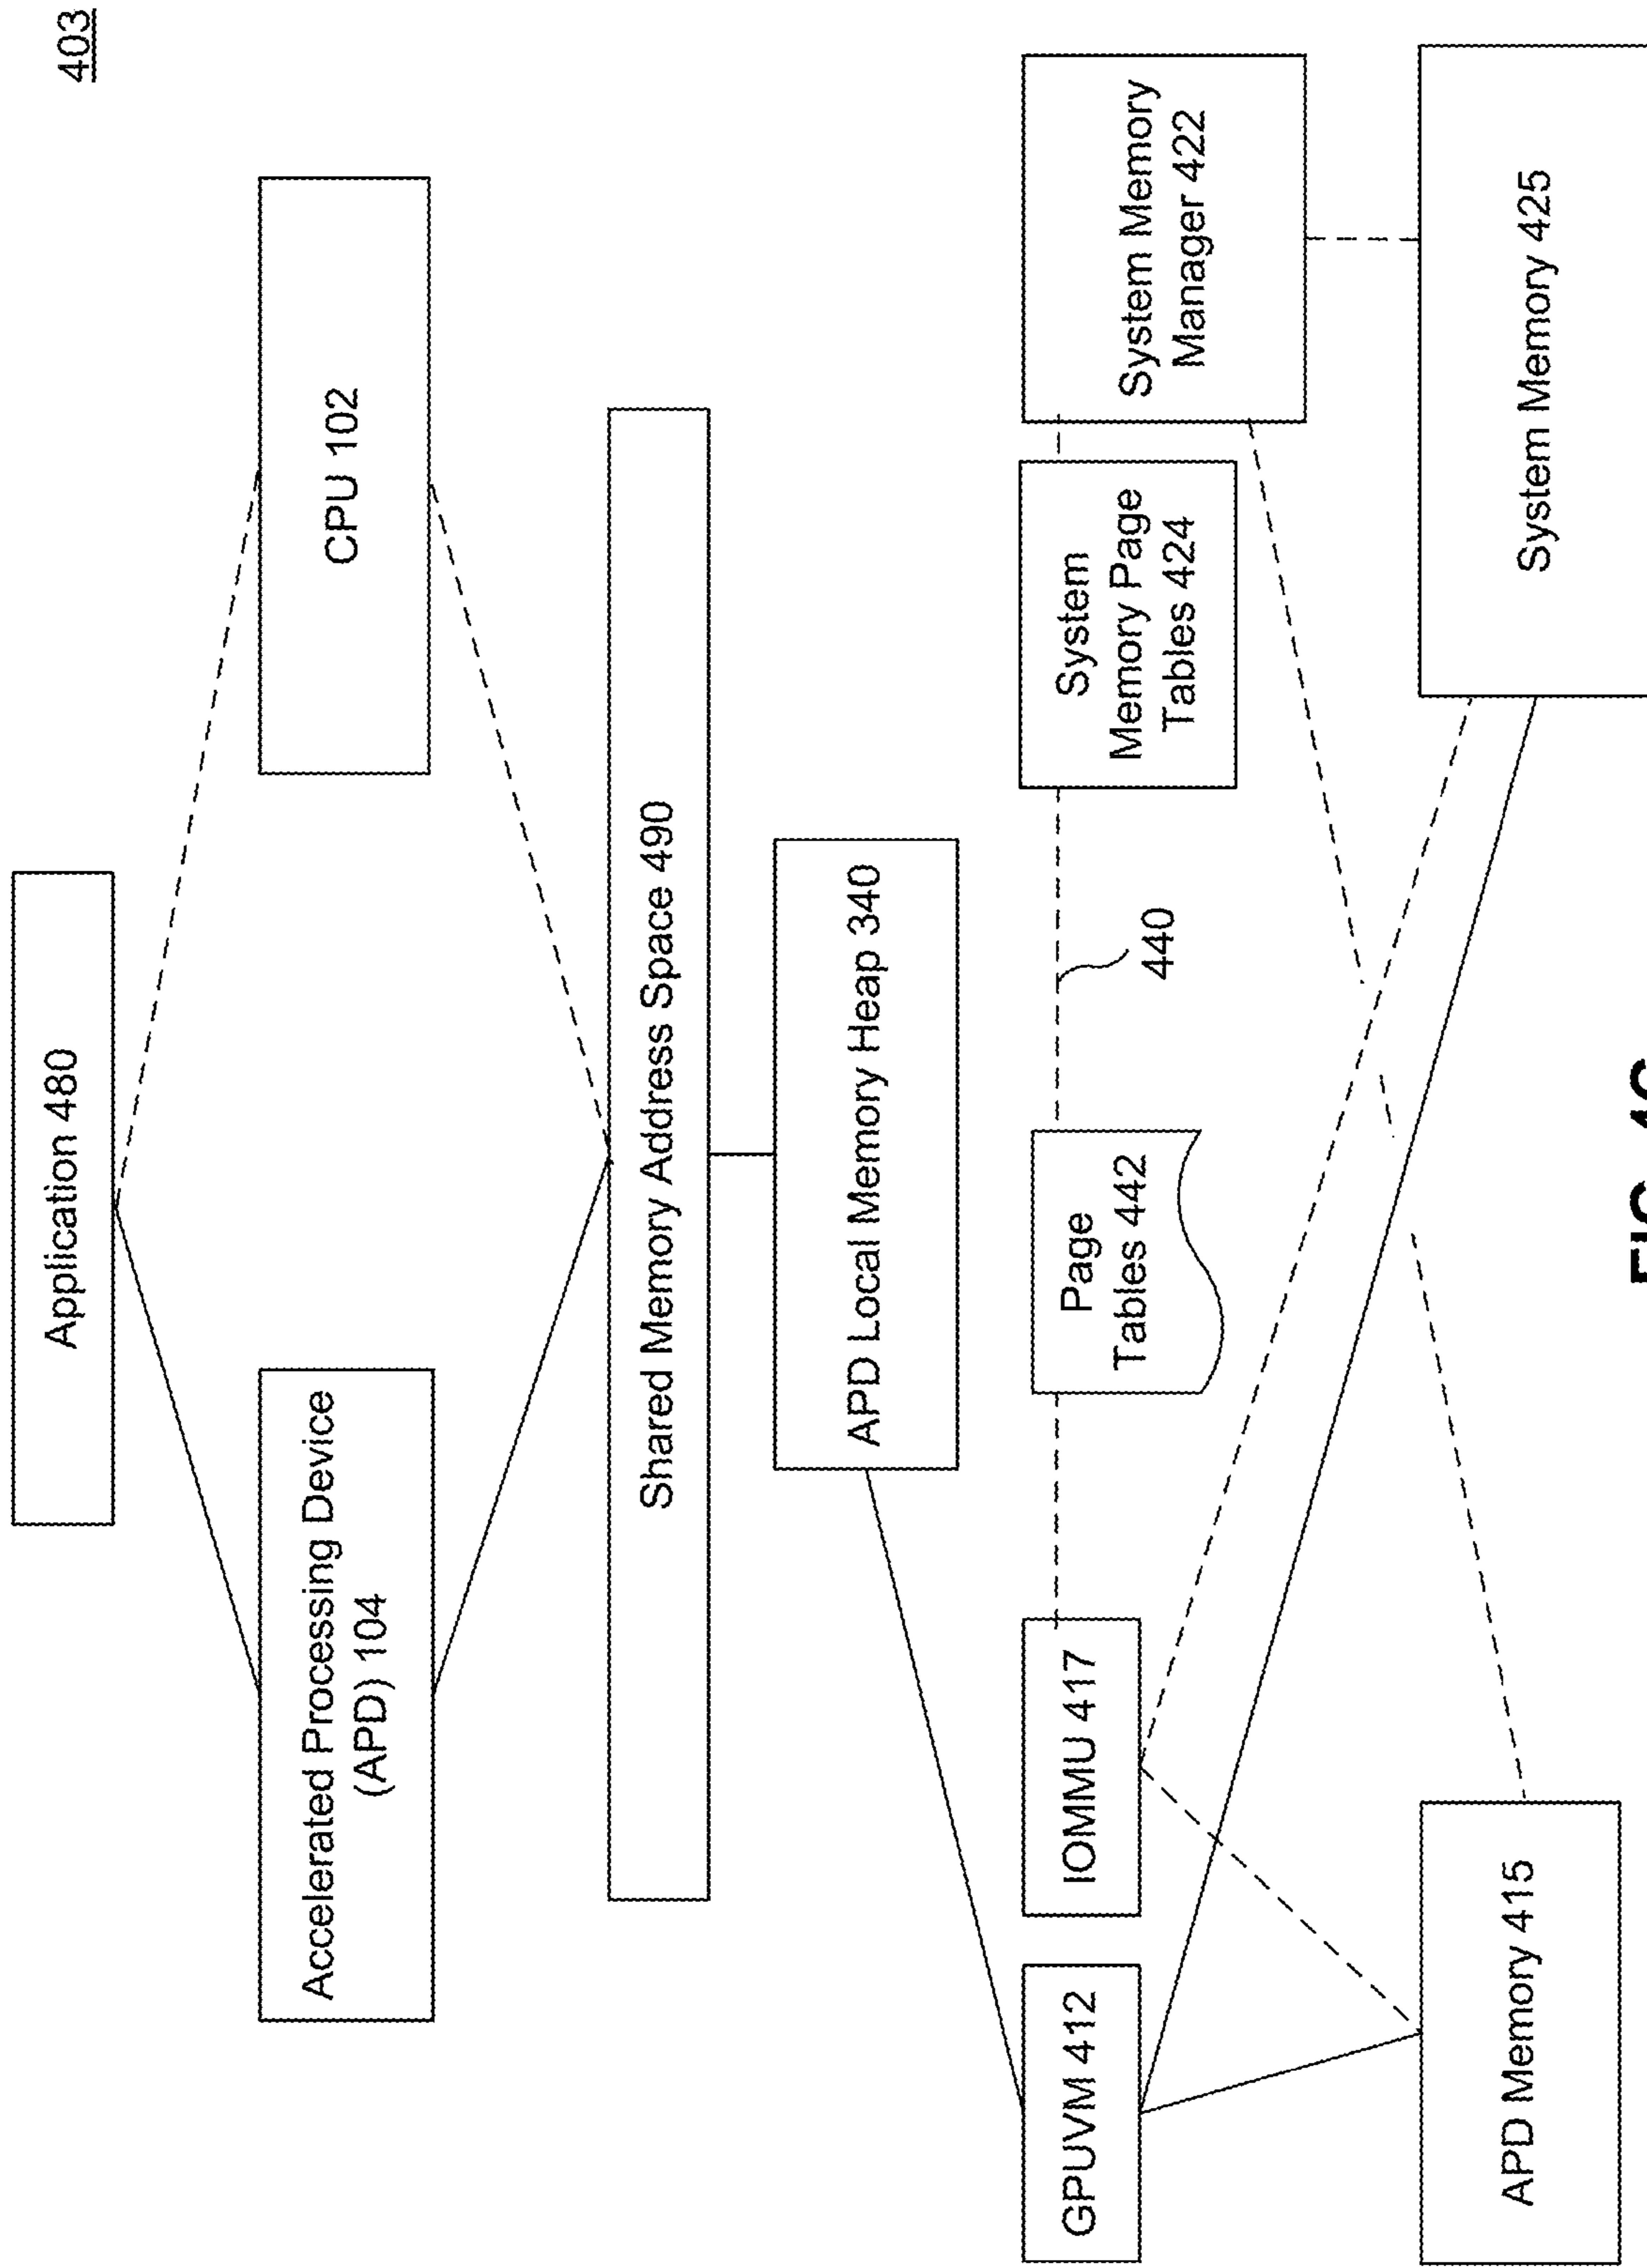 403
Application 480
Accelerated Processing Device
(APD) 104
CPU 102
Shared Memory Address Space 490
APD Local Memory Heap 340
GPUVM 412
IOMMU 417
Page
Tables 442
440
System
Memory Page
Tables 424
System Memory
Manager 422
APD Memory 415
System Memory 425
FIG. 4C